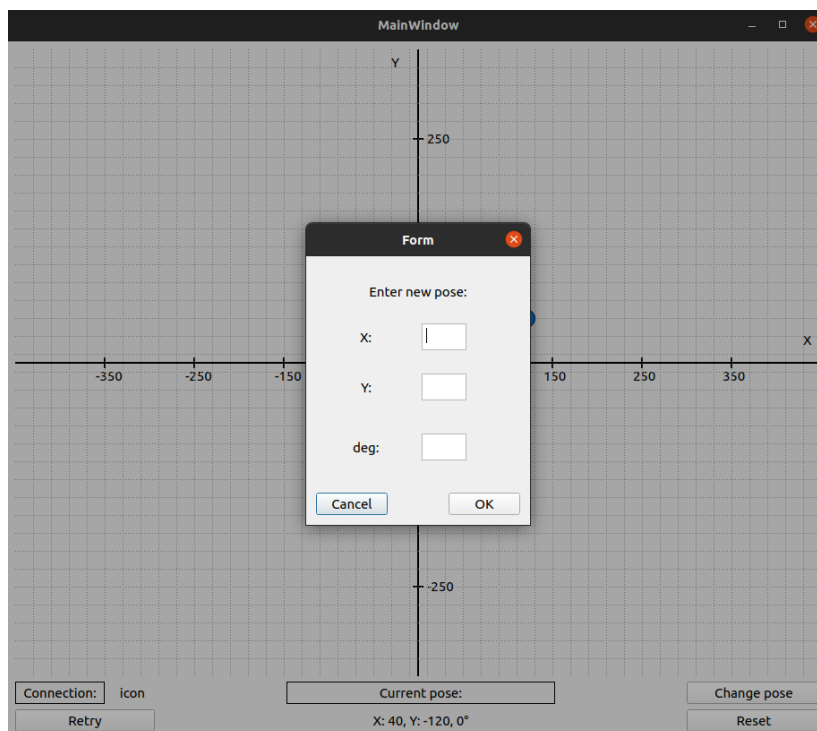 MainWindow
Y
250
Form
Enter new pose:
X:
X
-350 -250 -150 150 250 350
Y:
deg:
Cancel OK
-250
Connection: icon Current pose: Change pose
Retry X: 40, Y: -120, 0° Reset